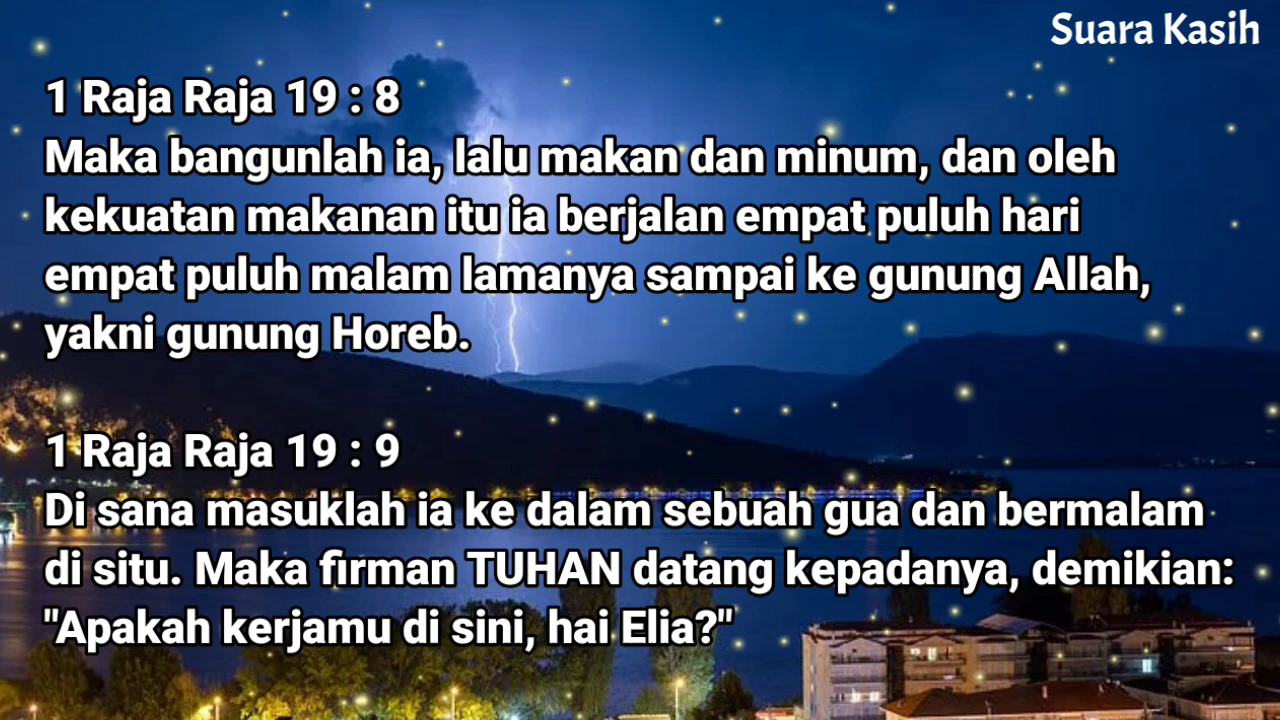 Suara Kasih
1 Raja Raja 19 : 8
Maka bangunlah ia, lalu makan dan minum, dan oleh
kekuatan makanan itu ia berjalan empat puluh hari
empat puluh malam lamanya sampai ke gunung Allah,
yakni gunung Horeb.
1 Raja Raja 19 : 9
Di sana masuklah ia ke dalam sebuah gua dan bermalam
di situ. Maka firman TUHAN datang kepadanya, demikian:
"Apakah kerjamu di sini, hai Elia?"